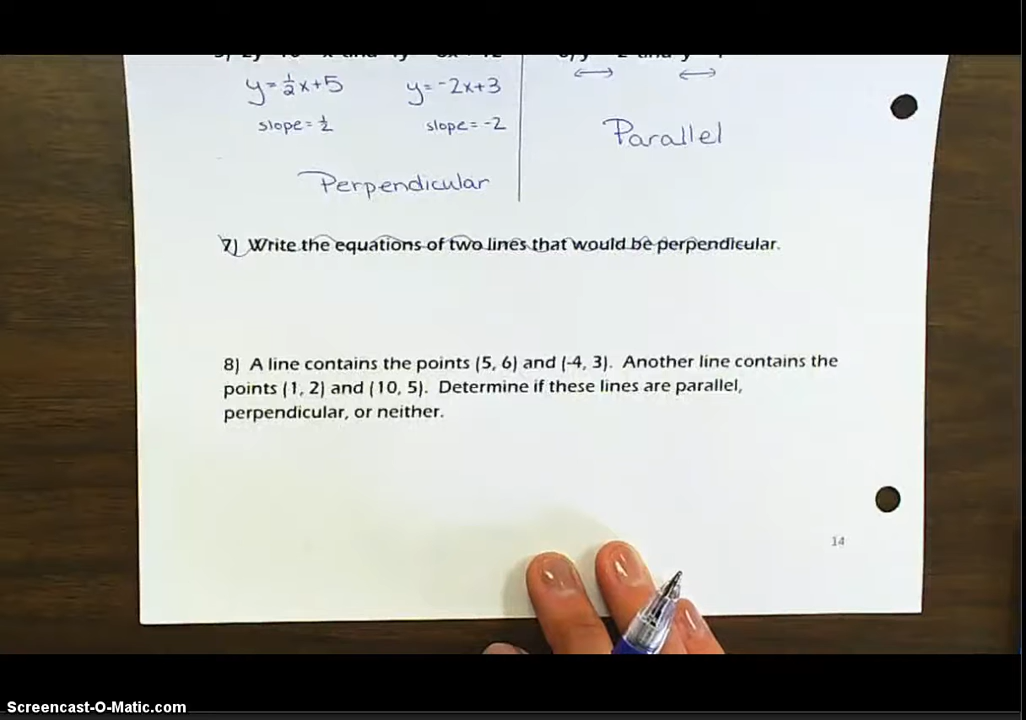 y = 1/2 x + 5 y = -2x + 3
slope = 1/2 slope = -2
Parallel
Perpendicular
7) Write the equations of two lines that would be perpendicular.
8) A line contains the points (5, 6) and (-4, 3). Another line contains the
points (1, 2) and (10, 5). Determine if these lines are parallel,
perpendicular, or neither.
14
Screencast-O-Matic.com